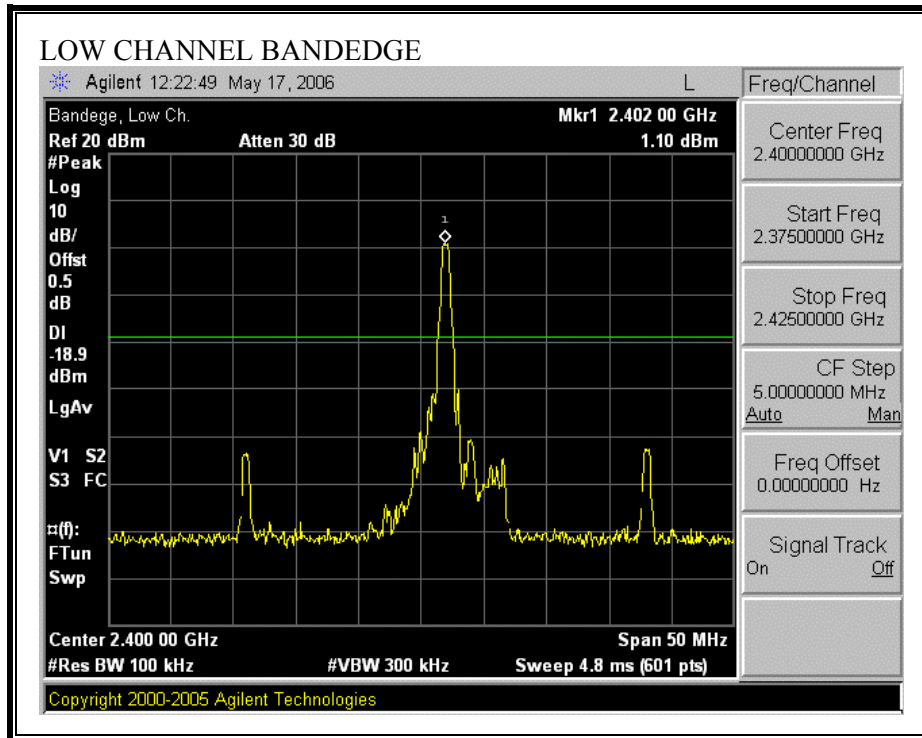 LOW CHANNEL BANDEDGE
Agilent 12:22:49 May 17, 2006 L
Freq/Channel
Bandege, Low Ch. Mkr1 2.402 00 GHz
Ref 20 dBm Atten 30 dB 1.10 dBm
#Peak
Log
10
dB/
Offst
0.5
dB
DI
-18.9
dBm
LgAv
V1 S2
S3 FC
¤(f):
FTun
Swp
1
Center 2.400 00 GHz Span 50 MHz
#Res BW 100 kHz #VBW 300 kHz Sweep 4.8 ms (601 pts)
Copyright 2000-2005 Agilent Technologies
Center Freq
2.40000000 GHz
Start Freq
2.37500000 GHz
Stop Freq
2.42500000 GHz
CF Step
5.00000000 MHz
Auto Man
Freq Offset
0.00000000 Hz
Signal Track
On Off